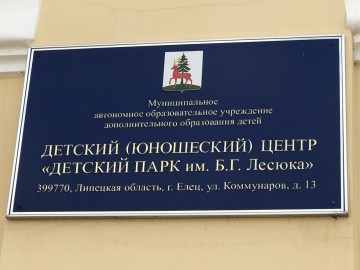 Муниципальное
автономное образовательное учреждение
дополнительного образования детей
ДЕТСКИЙ (ЮНОШЕСКИЙ) ЦЕНТР
«ДЕТСКИЙ ПАРК им. Б.Г. Лесюка»
399770, Липецкая область, г. Елец, ул. Коммунаров, д. 13